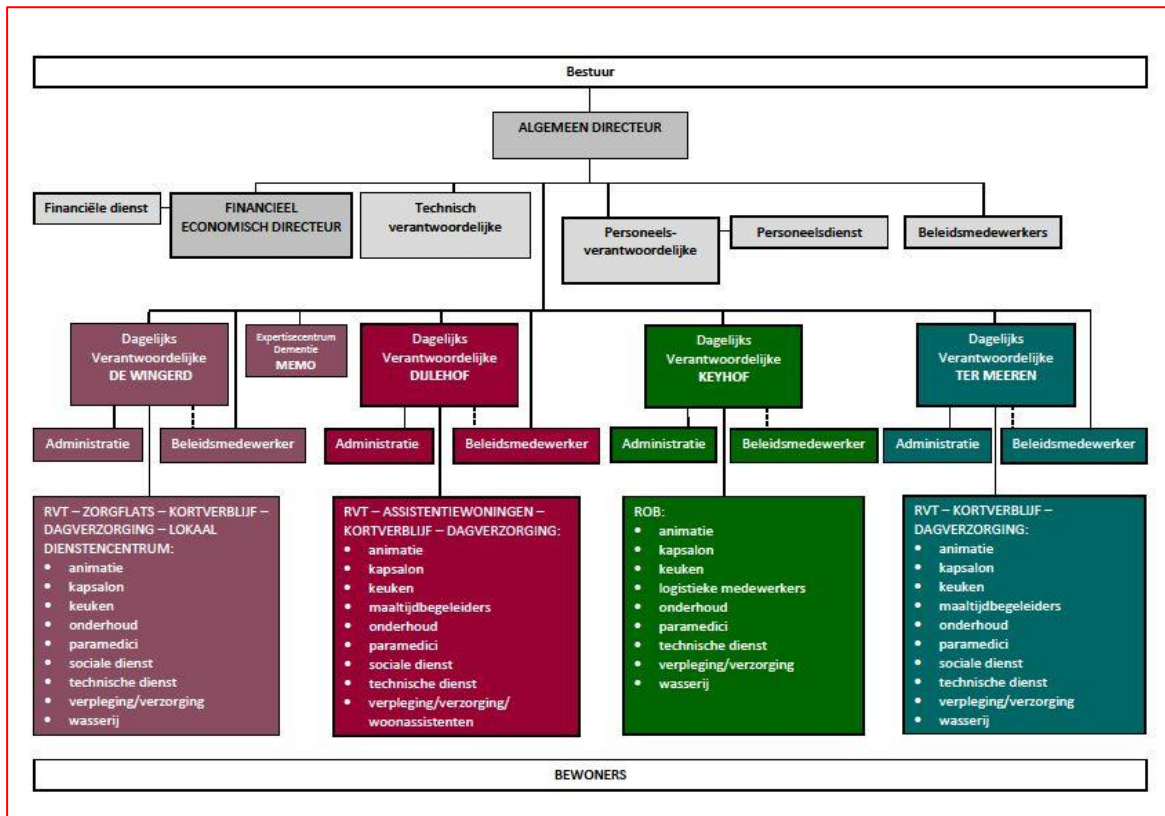 Bestuur
ALGEMEEN DIRECTEUR
Financiële dienst
FINANCIEEL
ECONOMISCH DIRECTEUR
Technisch
verantwoordelijke
Personeels-
verantwoordelijke
Personeelsdienst
Beleidsmedewerkers
Dagelijks
Verantwoordelijke
DE WINGERD
Expertisecentrum
Dementie
MEMO
Dagelijks
Verantwoordelijke
DIJLEHOF
Dagelijks
Verantwoordelijke
KEYHOF
Dagelijks
Verantwoordelijke
TER MEEREN
Administratie
Beleidsmedewerker
Administratie
Beleidsmedewerker
Administratie
Beleidsmedewerker
Administratie
Beleidsmedewerker
RVT – ZORGFLATS – KORTVERBLIJF –
DAGVERZORGING – LOKAAL
DIENSTENCENTRUM:
• animatie
• kapsalon
• keuken
• onderhoud
• paramedici
• sociale dienst
• technische dienst
• verpleging/verzorging
• wasserij
RVT – ASSISTENTIEWONINGEN –
KORTVERBLIJF – DAGVERZORGING:
• animatie
• kapsalon
• keuken
• maaltijdbegeleiders
• onderhoud
• paramedici
• sociale dienst
• technische dienst
• verpleging/verzorging/
woonassistenten
ROB:
• animatie
• kapsalon
• keuken
• logistieke medewerkers
• onderhoud
• paramedici
• technische dienst
• verpleging/verzorging
• wasserij
RVT – KORTVERBLIJF –
DAGVERZORGING:
• animatie
• kapsalon
• keuken
• maaltijdbegeleiders
• onderhoud
• paramedici
• sociale dienst
• technische dienst
• verpleging/verzorging
• wasserij
BEWONERS